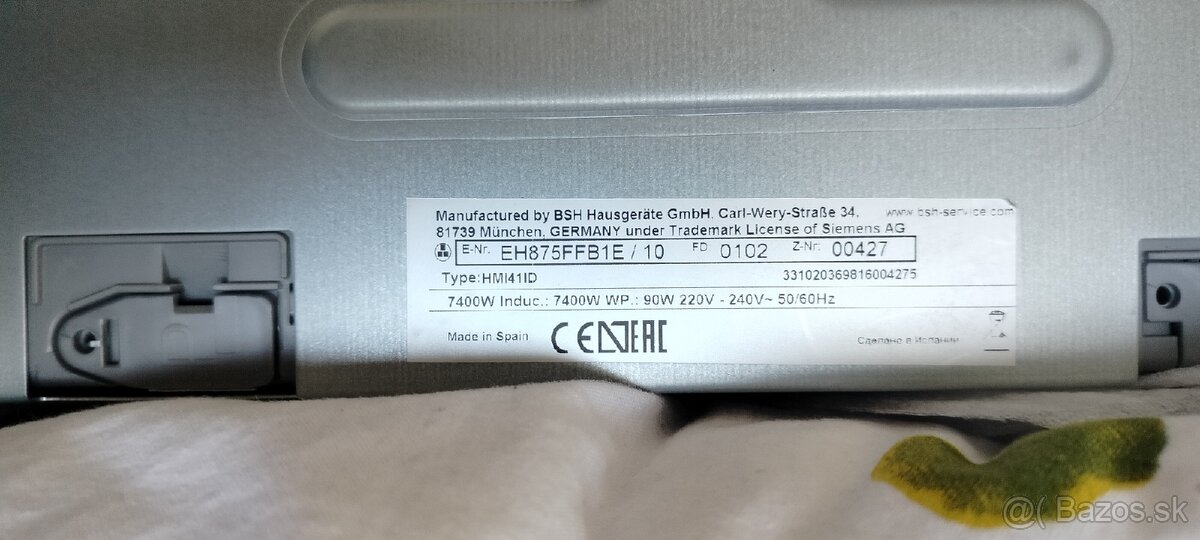 Manufactured by BSH Hausgeräte GmbH, Carl-Wery-Straße 34, www.bsh-service.com
81739 München, GERMANY under Trademark License of Siemens AG
E-Nr. EH875FFB1E / 10 FD 0102 Z-Nr. 00427
Type: HMI41ID 331020369816004275
7400W Induc.: 7400W WP.: 90W 220V - 240V~ 50/60Hz
Made in Spain CE EAC Сделано в Испании
@( Bazos.sk